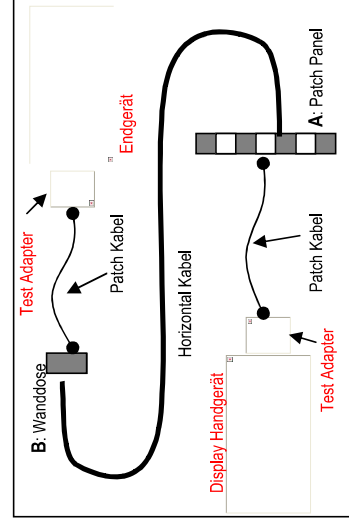 B: Wanddose
Test Adapter
Patch Kabel
Endgerät
Horizontal Kabel
Display Handgerät
Test Adapter
Patch Kabel
A: Patch Panel